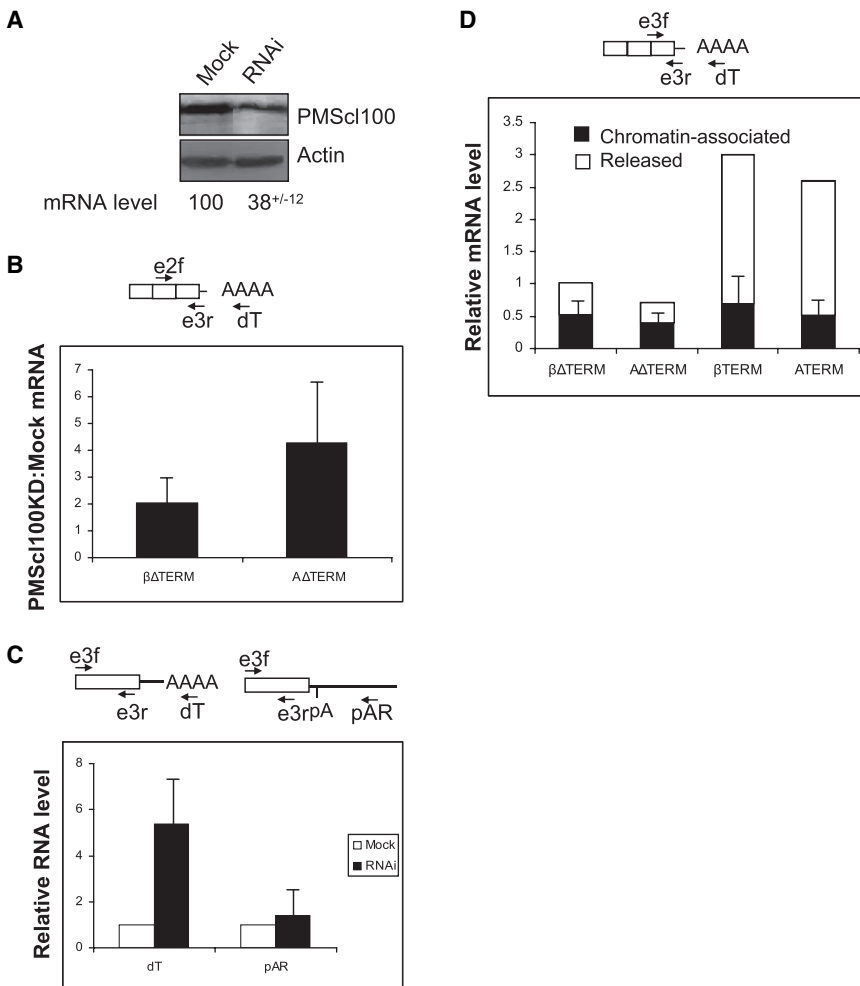 A
Mock RNAi
PMScl100
Actin
mRNA level 100 38+/-12
B
e2f
AAAA
e3r dT
PMScl100KD:Mock mRNA
7
6
5
4
3
2
1
0
βΔTERM AΔTERM
C
e3f e3f
AAAA
e3r dT e3r pA pAR
Relative RNA level
8
6
4
2
0
Mock
RNAi
dT pAR
D
e3f
AAAA
e3r dT
Relative mRNA level
3.5
3
2.5
2
1.5
1
0.5
0
Chromatin-associated
Released
βΔTERM AΔTERM βTERM ATERM